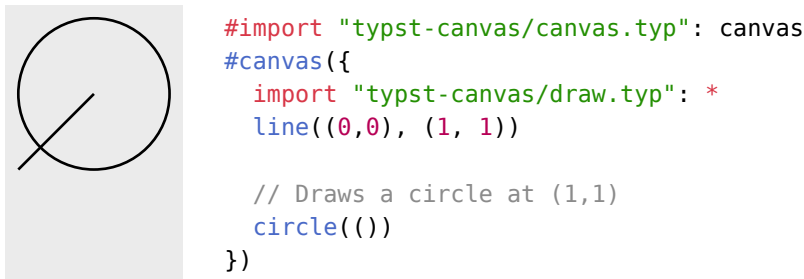 #import "typst-canvas/canvas.typ": canvas
#canvas({
  import "typst-canvas/draw.typ": *
  line((0,0), (1, 1))

  // Draws a circle at (1,1)
  circle(())
})